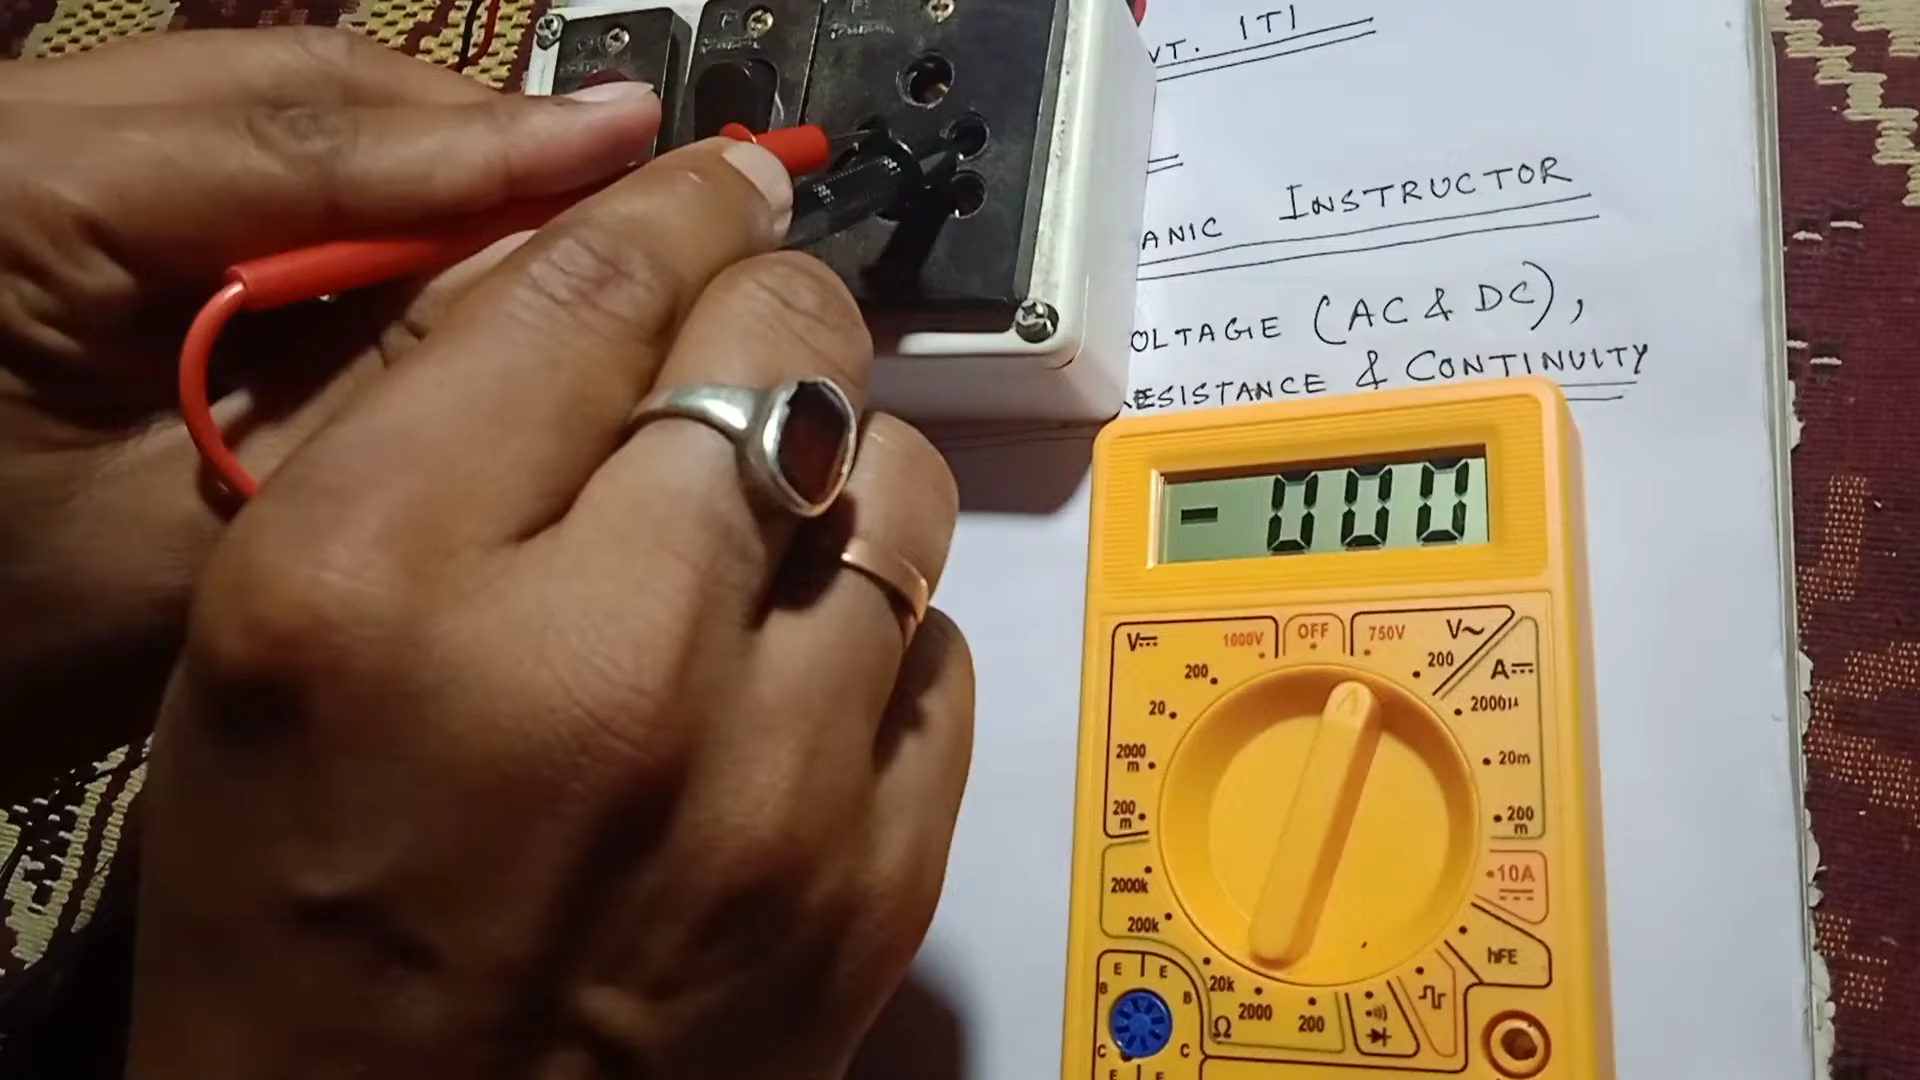 VT. ITI
ANIC INSTRUCTOR
OLTAGE (AC & DC),
ESISTANCE & CONTINUITY
- 000
V⎓ 1000V OFF 750V V~
200 200 A⎓
20 2000µ
2000 m 20m
200 m 200 m
2000k 10A
200k hFE
20k 2000 200
Ω
E E
B B
C C
E E